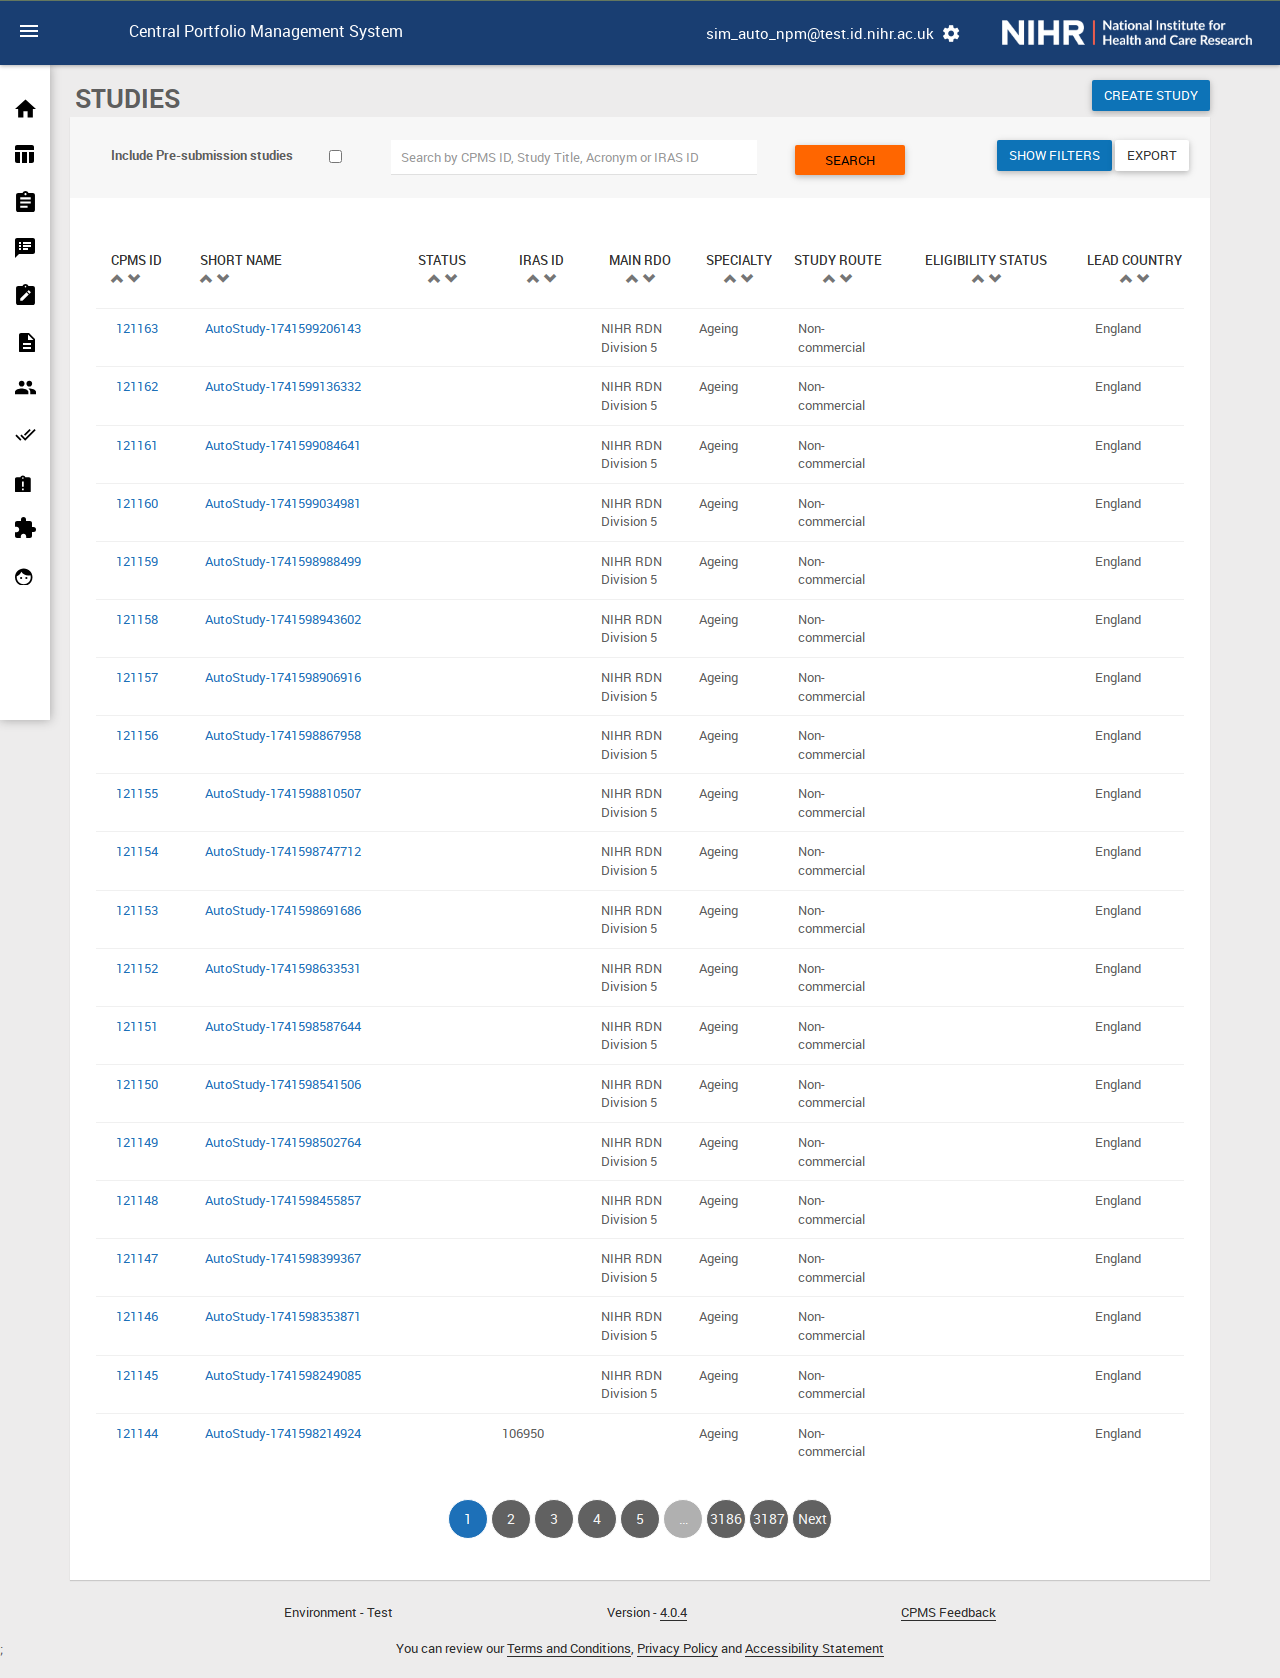 Central Portfolio Management System
sim_auto_npm@test.id.nihr.ac.uk
NIHR | National Institute for
Health and Care Research
STUDIES
CREATE STUDY
Include Pre-submission studies
Search by CPMS ID, Study Title, Acronym or IRAS ID
SEARCH
SHOW FILTERS
EXPORT
CPMS ID SHORT NAME STATUS IRAS ID MAIN RDO SPECIALTY STUDY ROUTE ELIGIBILITY STATUS LEAD COUNTRY
121163 AutoStudy-1741599206143 NIHR RDN Ageing Non- England
Division 5 commercial
121162 AutoStudy-1741599136332 NIHR RDN Ageing Non- England
Division 5 commercial
121161 AutoStudy-1741599084641 NIHR RDN Ageing Non- England
Division 5 commercial
121160 AutoStudy-1741599034981 NIHR RDN Ageing Non- England
Division 5 commercial
121159 AutoStudy-1741598988499 NIHR RDN Ageing Non- England
Division 5 commercial
121158 AutoStudy-1741598943602 NIHR RDN Ageing Non- England
Division 5 commercial
121157 AutoStudy-1741598906916 NIHR RDN Ageing Non- England
Division 5 commercial
121156 AutoStudy-1741598867958 NIHR RDN Ageing Non- England
Division 5 commercial
121155 AutoStudy-1741598810507 NIHR RDN Ageing Non- England
Division 5 commercial
121154 AutoStudy-1741598747712 NIHR RDN Ageing Non- England
Division 5 commercial
121153 AutoStudy-1741598691686 NIHR RDN Ageing Non- England
Division 5 commercial
121152 AutoStudy-1741598633531 NIHR RDN Ageing Non- England
Division 5 commercial
121151 AutoStudy-1741598587644 NIHR RDN Ageing Non- England
Division 5 commercial
121150 AutoStudy-1741598541506 NIHR RDN Ageing Non- England
Division 5 commercial
121149 AutoStudy-1741598502764 NIHR RDN Ageing Non- England
Division 5 commercial
121148 AutoStudy-1741598455857 NIHR RDN Ageing Non- England
Division 5 commercial
121147 AutoStudy-1741598399367 NIHR RDN Ageing Non- England
Division 5 commercial
121146 AutoStudy-1741598353871 NIHR RDN Ageing Non- England
Division 5 commercial
121145 AutoStudy-1741598249085 NIHR RDN Ageing Non- England
Division 5 commercial
121144 AutoStudy-1741598214924 106950 Ageing Non- England
commercial
1 2 3 4 5 ... 3186 3187 Next
Environment - Test Version - 4.0.4 CPMS Feedback
You can review our Terms and Conditions, Privacy Policy and Accessibility Statement
;